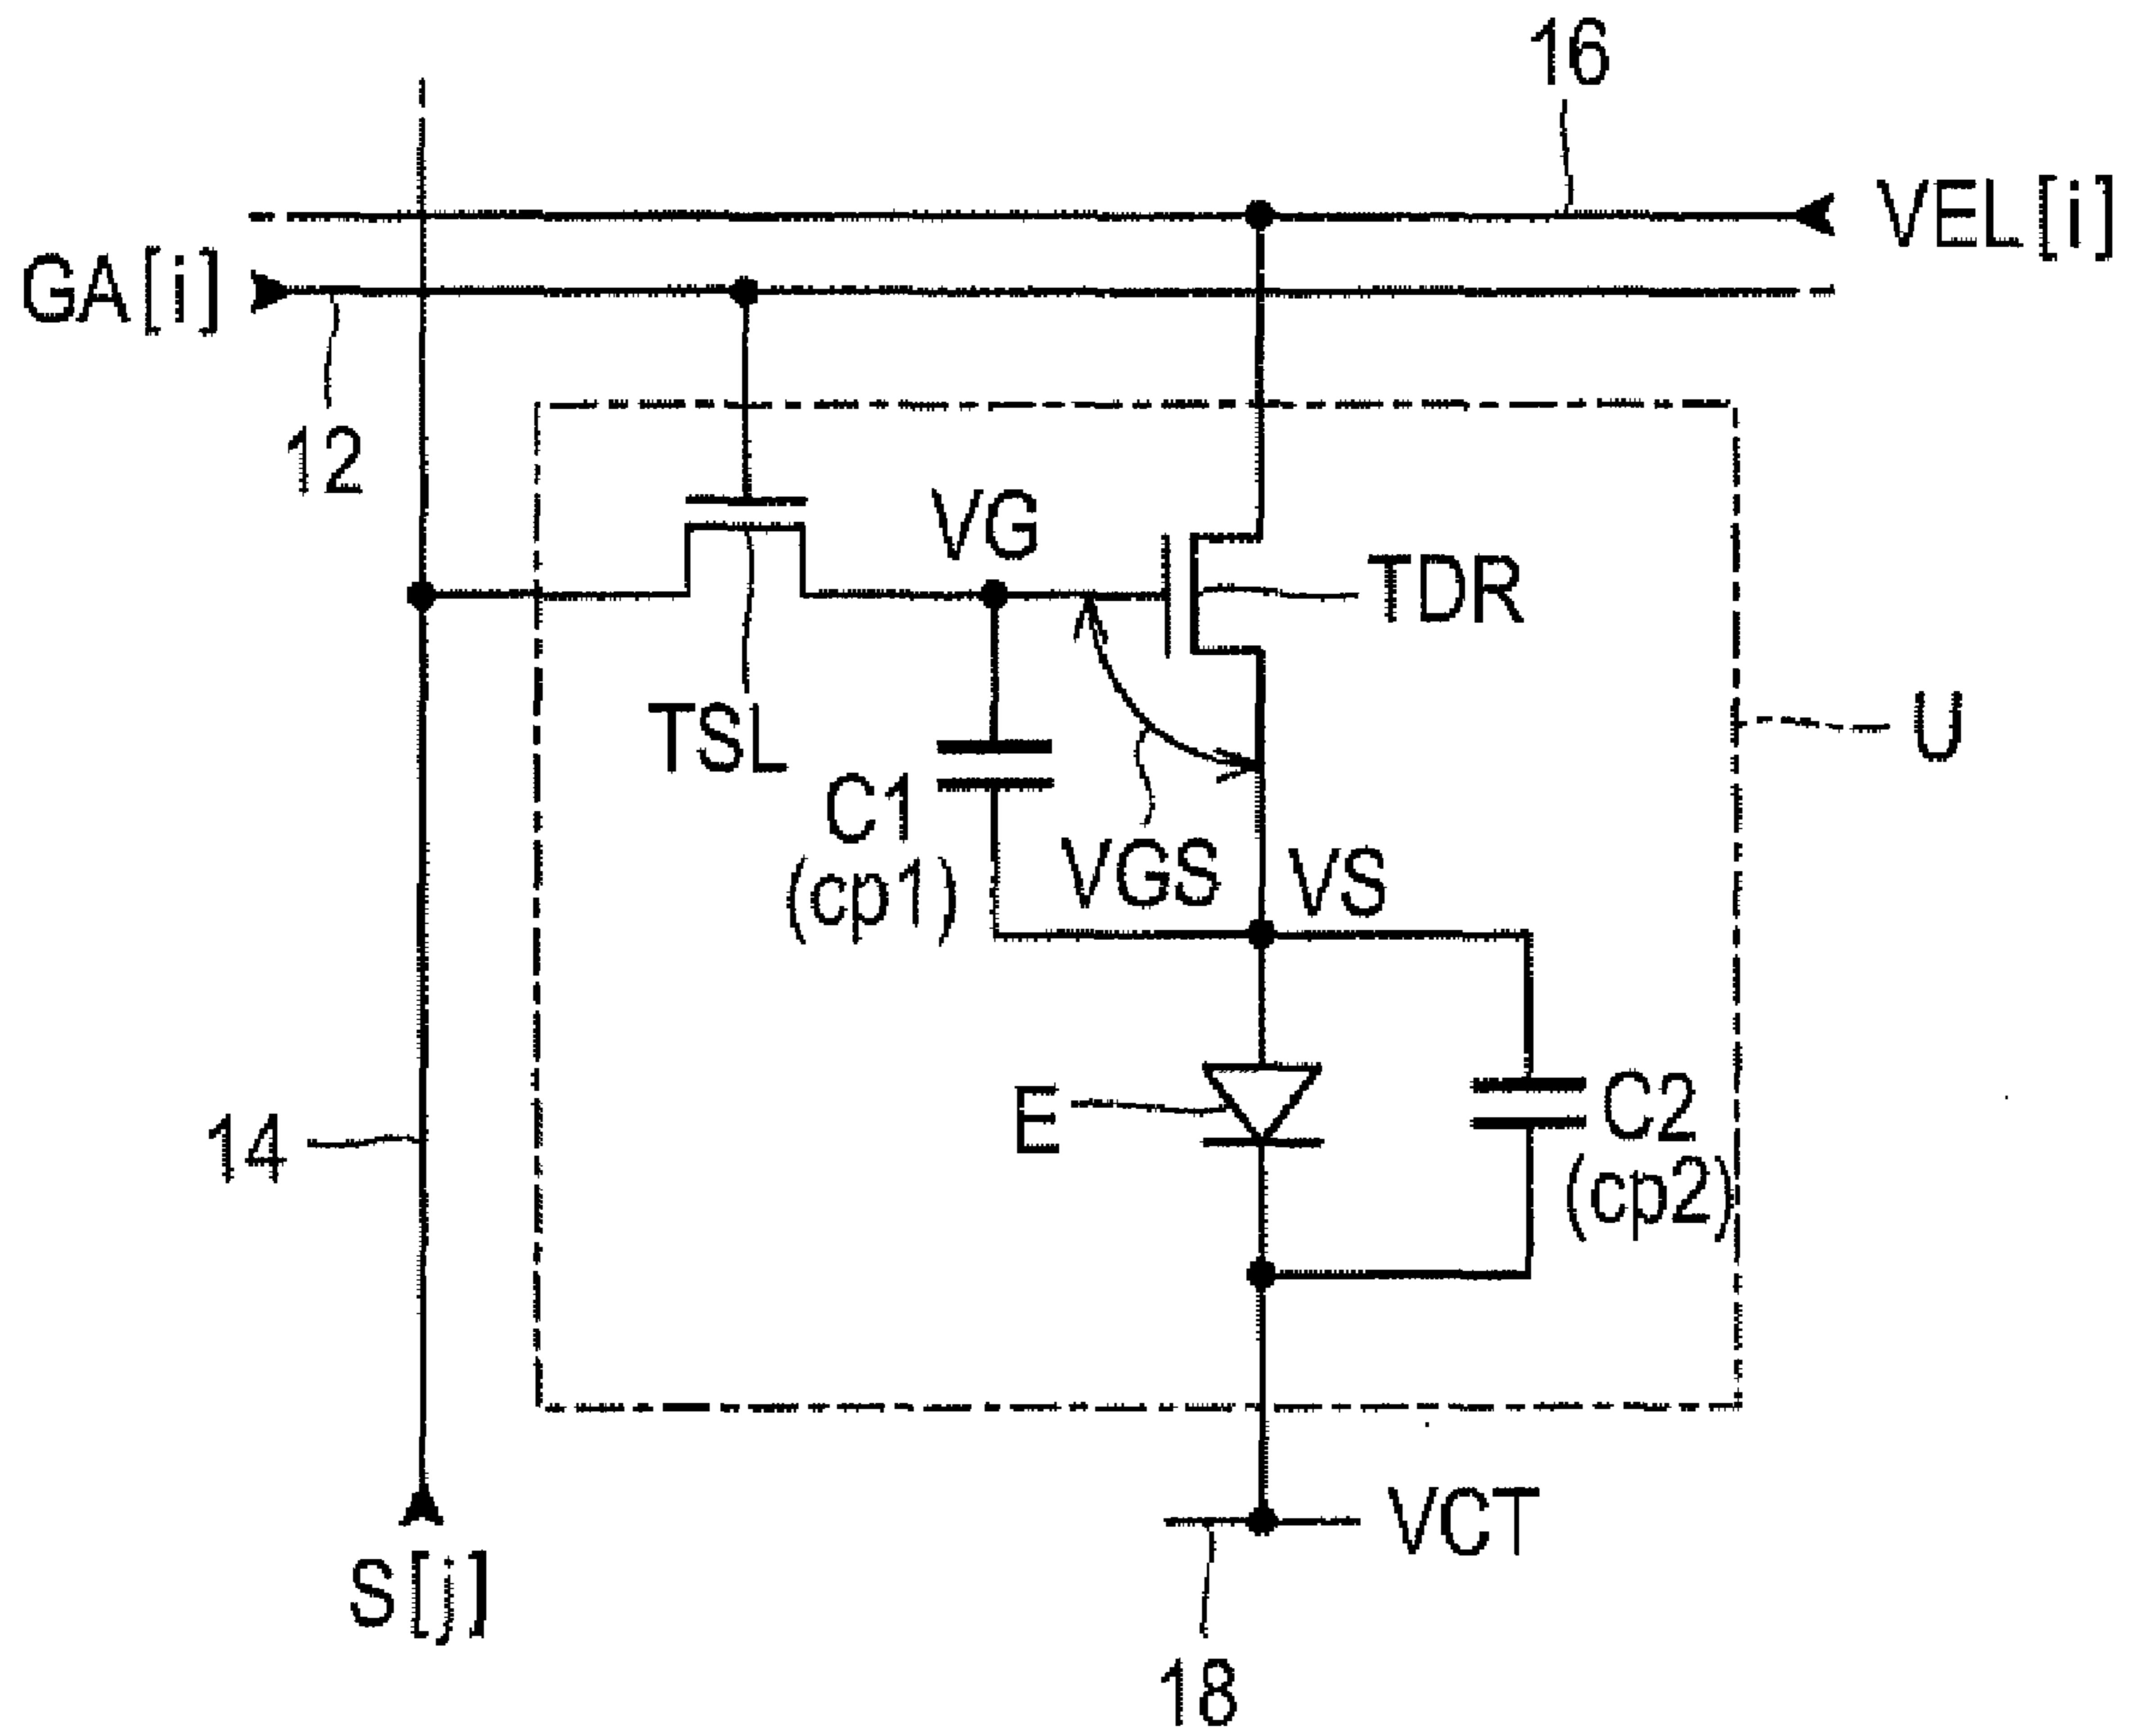 16
VEL[i]
GA[i]
12
VG
TDR
TSL
U
C1
(cp1)
VGS
VS
E
C2
(cp2)
14
VCT
S[j]
18